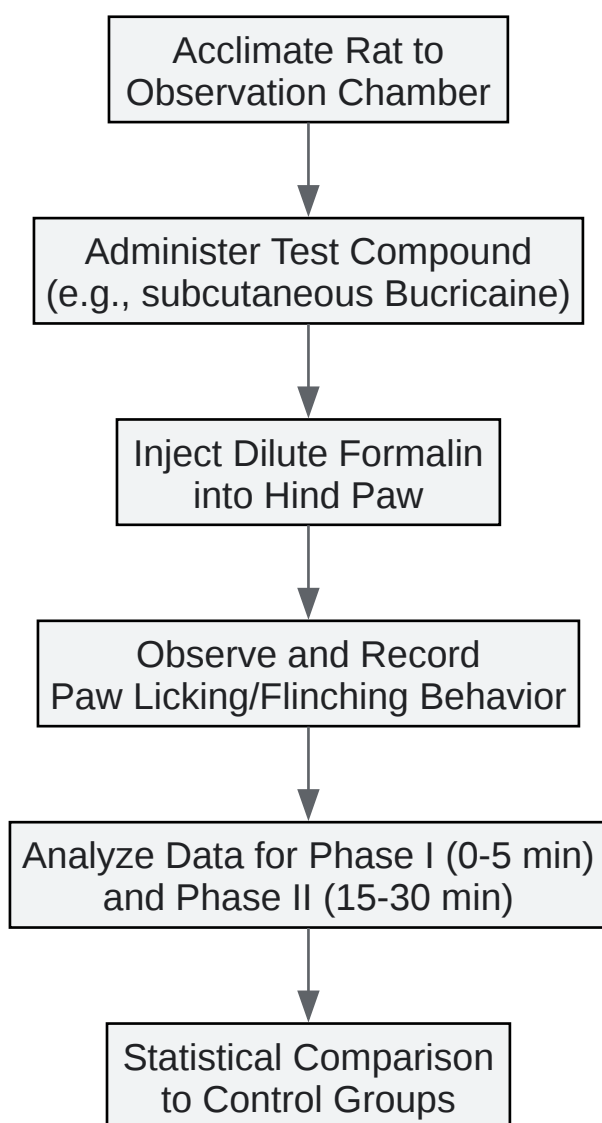 Acclimate Rat to
Observation Chamber
Administer Test Compound
(e.g., subcutaneous Bucricaine)
Inject Dilute Formalin
into Hind Paw
Observe and Record
Paw Licking/Flinching Behavior
Analyze Data for Phase I (0-5 min)
and Phase II (15-30 min)
Statistical Comparison
to Control Groups